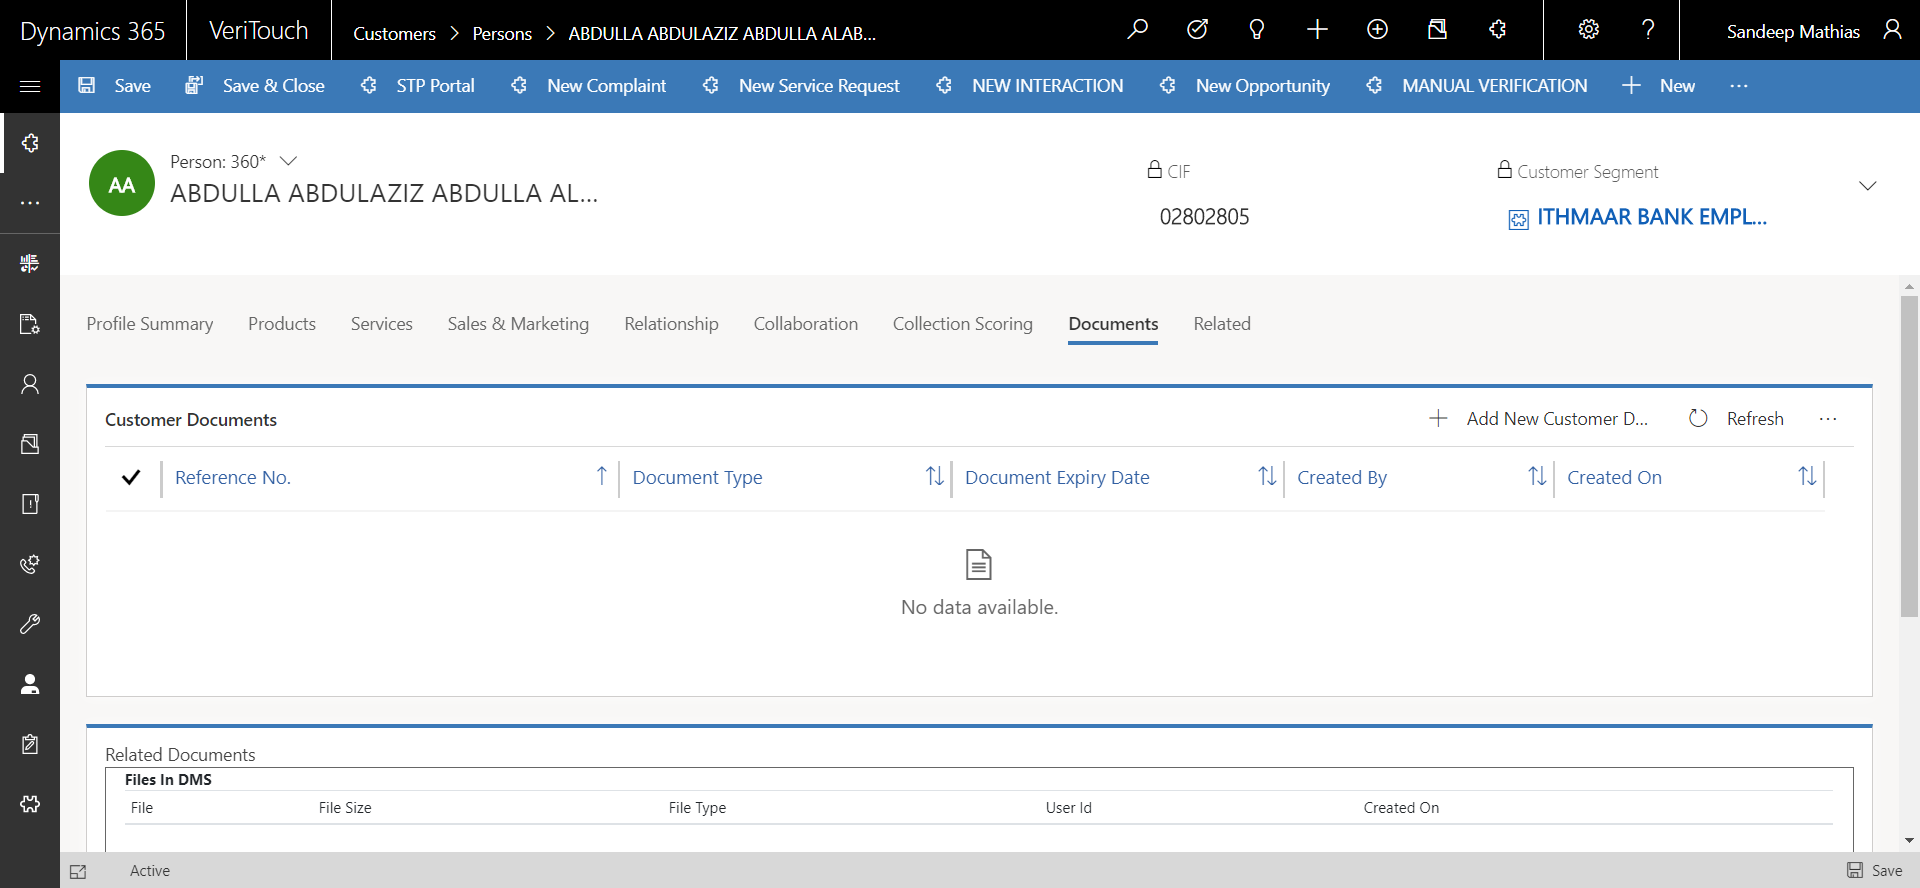 Dynamics 365 VeriTouch Customers > Persons > ABDULLA ABDULAZIZ ABDULLA ALAB... Sandeep Mathias
Save Save & Close STP Portal New Complaint New Service Request NEW INTERACTION New Opportunity MANUAL VERIFICATION New ...
AA
Person: 360*
ABDULLA ABDULAZIZ ABDULLA AL...
CIF
02802805
Customer Segment
ITHMAAR BANK EMPL...
Profile Summary Products Services Sales & Marketing Relationship Collaboration Collection Scoring Documents Related
Customer Documents Add New Customer D... Refresh ...
Reference No. Document Type Document Expiry Date Created By Created On
No data available.
Related Documents
Files In DMS
File File Size File Type User Id Created On
Active Save